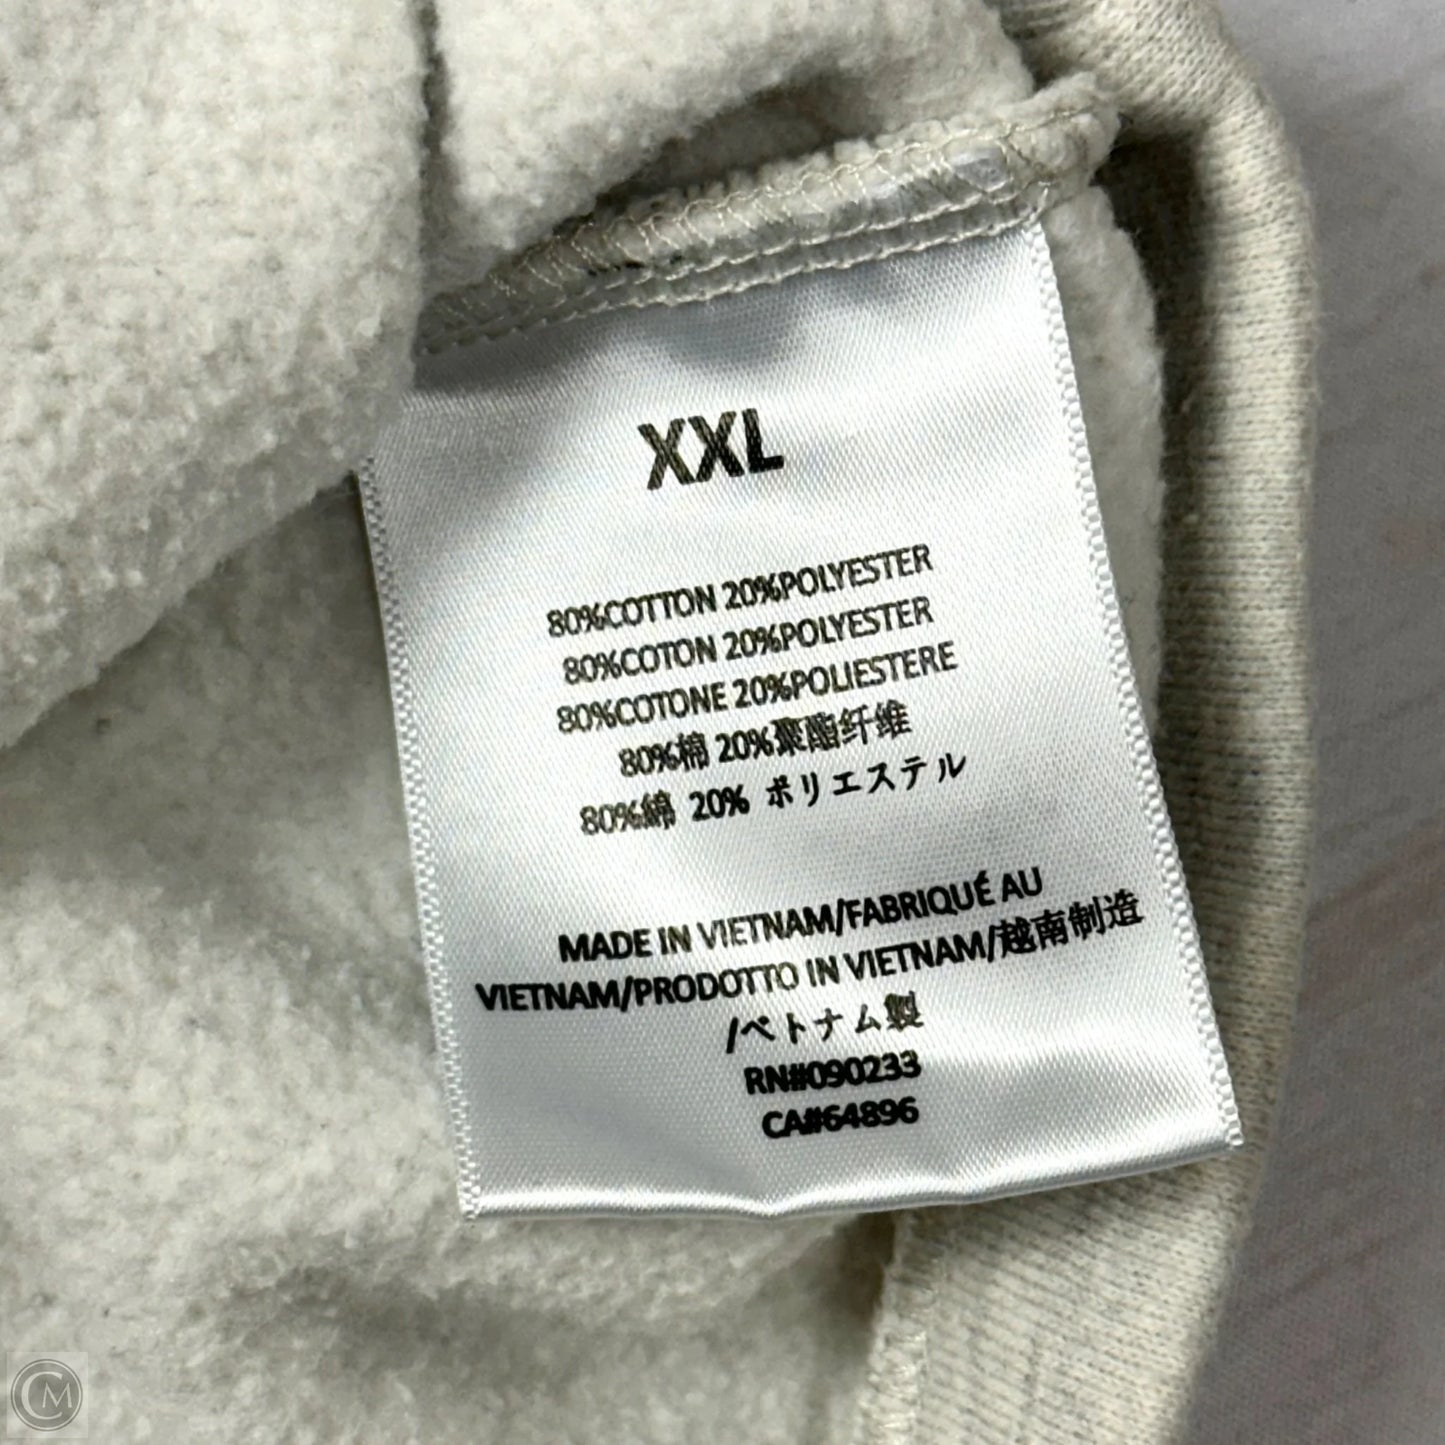 XXL
80%COTTON 20%POLYESTER
80%COTON 20%POLYESTER
80%COTONE 20%POLIESTERE
80%棉 20%聚酯纤维
80%綿 20% ポリエステル
MADE IN VIETNAM/FABRIQUÉ AU
VIETNAM/PRODOTTO IN VIETNAM/越南制造
/ベトナム製
RN#090233
CA#64896
CM